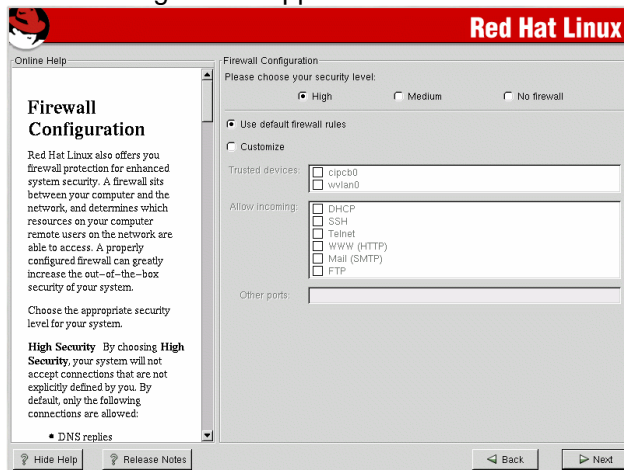 Red Hat Linux
Online Help
Firewall
Configuration
Red Hat Linux also offers you
firewall protection for enhanced
system security. A firewall sits
between your computer and the
network, and determines which
resources on your computer
remote users on the network are
able to access. A properly
configured firewall can greatly
increase the out-of-the-box
security of your system.
Choose the appropriate security
level for your system.
High Security By choosing High
Security, your system will not
accept connections that are not
explicitly defined by you. By
default, only the following
connections are allowed:
• DNS replies
Firewall Configuration
Please choose your security level:
High Medium No firewall
Use default firewall rules
Customize
Trusted devices: cipcb0
wvlan0
Allow incoming: DHCP
SSH
Telnet
WWW (HTTP)
Mail (SMTP)
FTP
Other ports:
Hide Help Release Notes Back Next